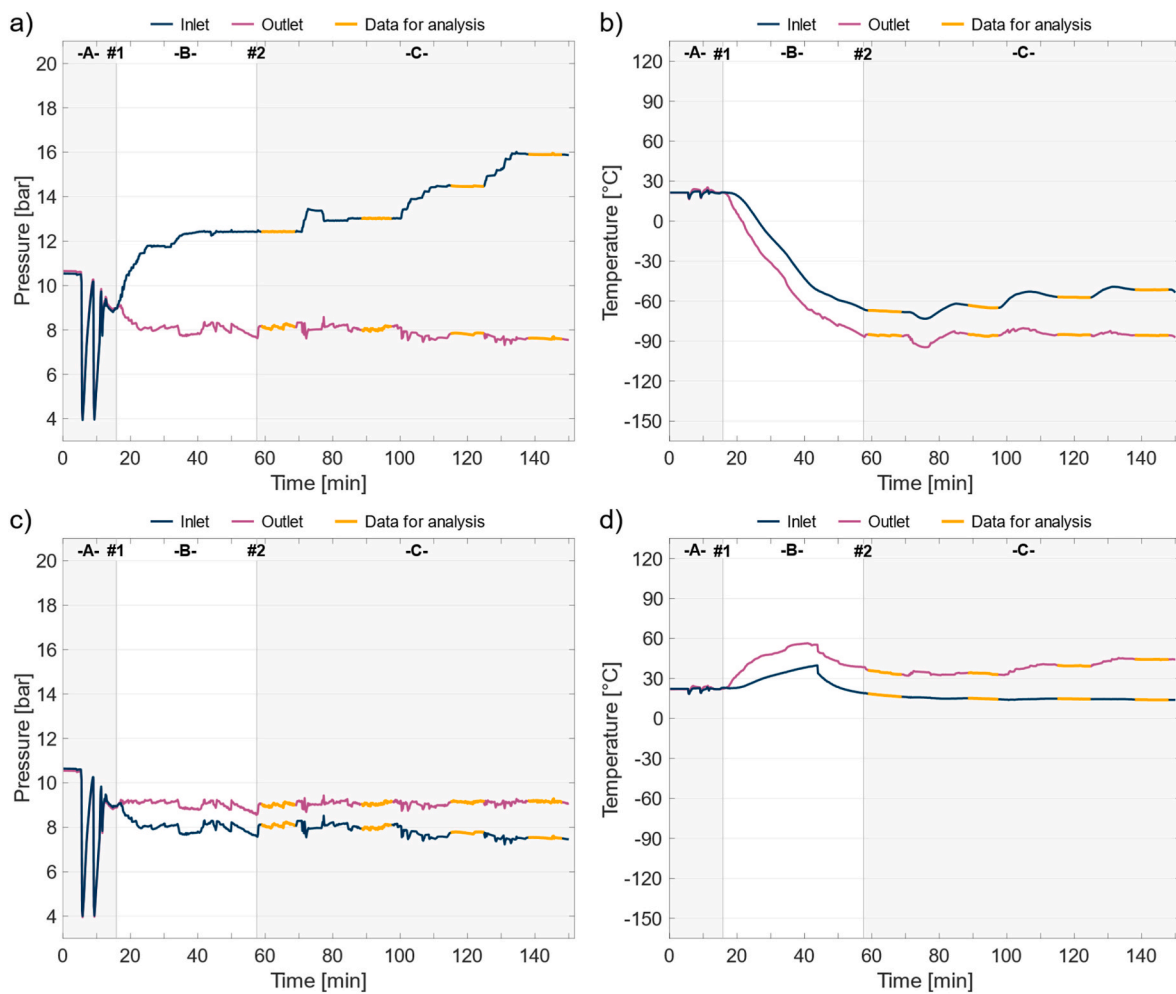 a)
Inlet Outlet Data for analysis
-A- #1 -B- #2 -C-
20
18
16
14
12
10
8
6
4
Pressure [bar]
0 20 40 60 80 100 120 140
Time [min]
b)
Inlet Outlet Data for analysis
-A- #1 -B- #2 -C-
120
90
60
30
0
-30
-60
-90
-120
-150
Temperature [°C]
0 20 40 60 80 100 120 140
Time [min]
c)
Inlet Outlet Data for analysis
-A- #1 -B- #2 -C-
20
18
16
14
12
10
8
6
4
Pressure [bar]
0 20 40 60 80 100 120 140
Time [min]
d)
Inlet Outlet Data for analysis
-A- #1 -B- #2 -C-
120
90
60
30
0
-30
-60
-90
-120
-150
Temperature [°C]
0 20 40 60 80 100 120 140
Time [min]